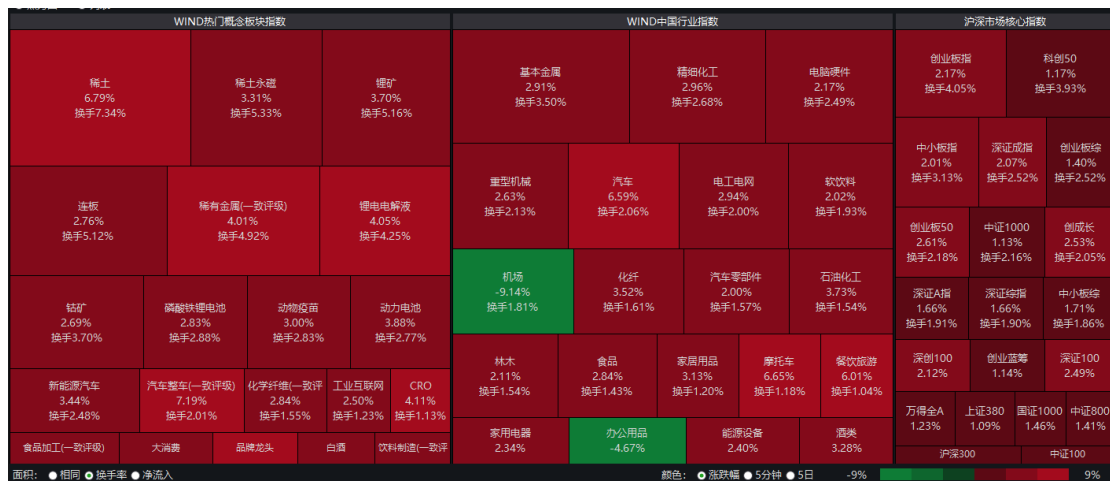 WIND热门概念板块指数
稀土
6.79%
换手7.34%
稀土永磁
3.31%
换手5.33%
锂矿
3.70%
换手5.16%
连板
2.76%
换手5.12%
稀有金属(一致评级)
4.01%
换手4.92%
锂电电解液
4.05%
换手4.25%
钴矿
2.69%
换手3.70%
磷酸铁锂电池
2.83%
换手2.88%
动物疫苗
3.00%
换手2.83%
动力电池
3.88%
换手2.77%
新能源汽车
3.44%
换手2.48%
汽车整车(一致评级)
7.19%
换手2.01%
化学纤维(一致评
2.84%
换手1.55%
工业互联网
2.50%
换手1.23%
CRO
4.11%
换手1.13%
食品加工(一致评级)
大消费
品牌龙头
白酒
饮料制造(一致评
WIND中国行业指数
基本金属
2.91%
换手3.50%
精细化工
2.96%
换手2.68%
电脑硬件
2.17%
换手2.49%
重型机械
2.63%
换手2.13%
汽车
6.59%
换手2.06%
电工电网
2.94%
换手2.00%
软饮料
2.02%
换手1.93%
机场
-9.14%
换手1.81%
化纤
3.52%
换手1.61%
汽车零部件
2.00%
换手1.57%
石油化工
3.73%
换手1.54%
林木
2.11%
换手1.54%
食品
2.84%
换手1.43%
家居用品
3.13%
换手1.20%
摩托车
6.65%
换手1.18%
餐饮旅游
6.01%
换手1.04%
家用电器
2.34%
办公用品
-4.67%
能源设备
2.40%
酒类
3.28%
沪深市场核心指数
创业板指
2.17%
换手4.05%
科创50
1.17%
换手3.93%
中小板指
2.01%
换手3.13%
深证成指
2.07%
换手2.52%
创业板综
1.40%
换手2.52%
创业板50
2.61%
换手2.18%
中证1000
1.13%
换手2.16%
创成长
2.53%
换手2.05%
深证A指
1.66%
换手1.91%
深证综指
1.66%
换手1.90%
中小板综
1.71%
换手1.86%
深创100
2.12%
创业蓝筹
1.14%
深证100
2.49%
万得全A
1.23%
上证380
1.09%
国证1000
1.46%
中证800
1.41%
沪深300
中证100
面积: 相同 换手率 净流入
颜色: 涨跌幅 5分钟 5日 -9% 9%